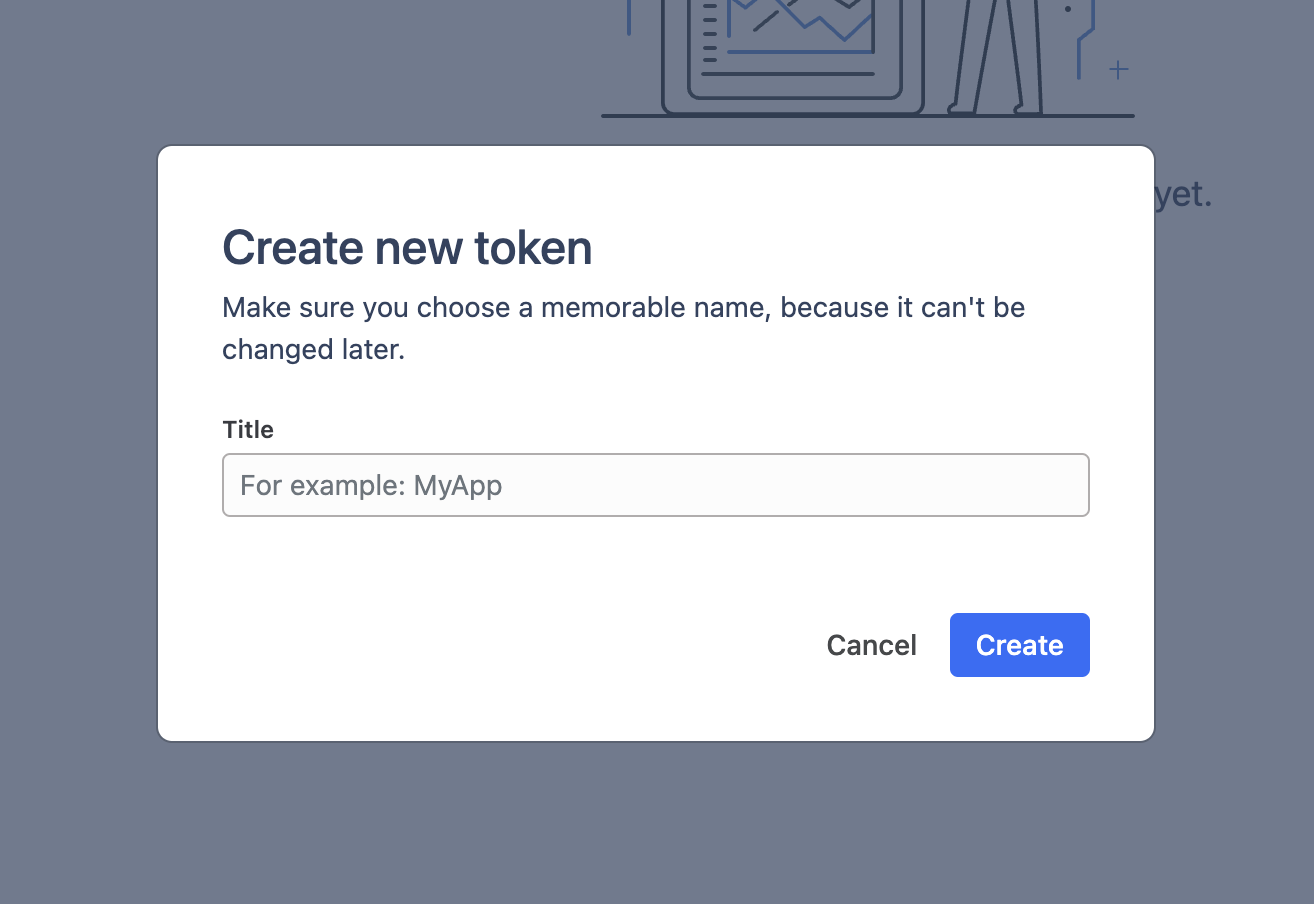 yet.
Create new token
Make sure you choose a memorable name, because it can't be
changed later.
Title
For example: MyApp
Cancel
Create